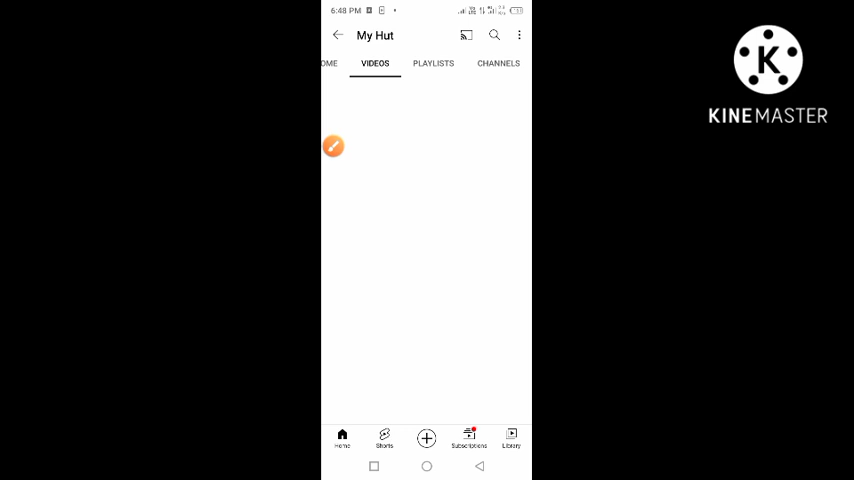 6:48 PM
My Hut
OME VIDEOS PLAYLISTS CHANNELS
K
KINEMASTER
Home Shorts Subscriptions Library